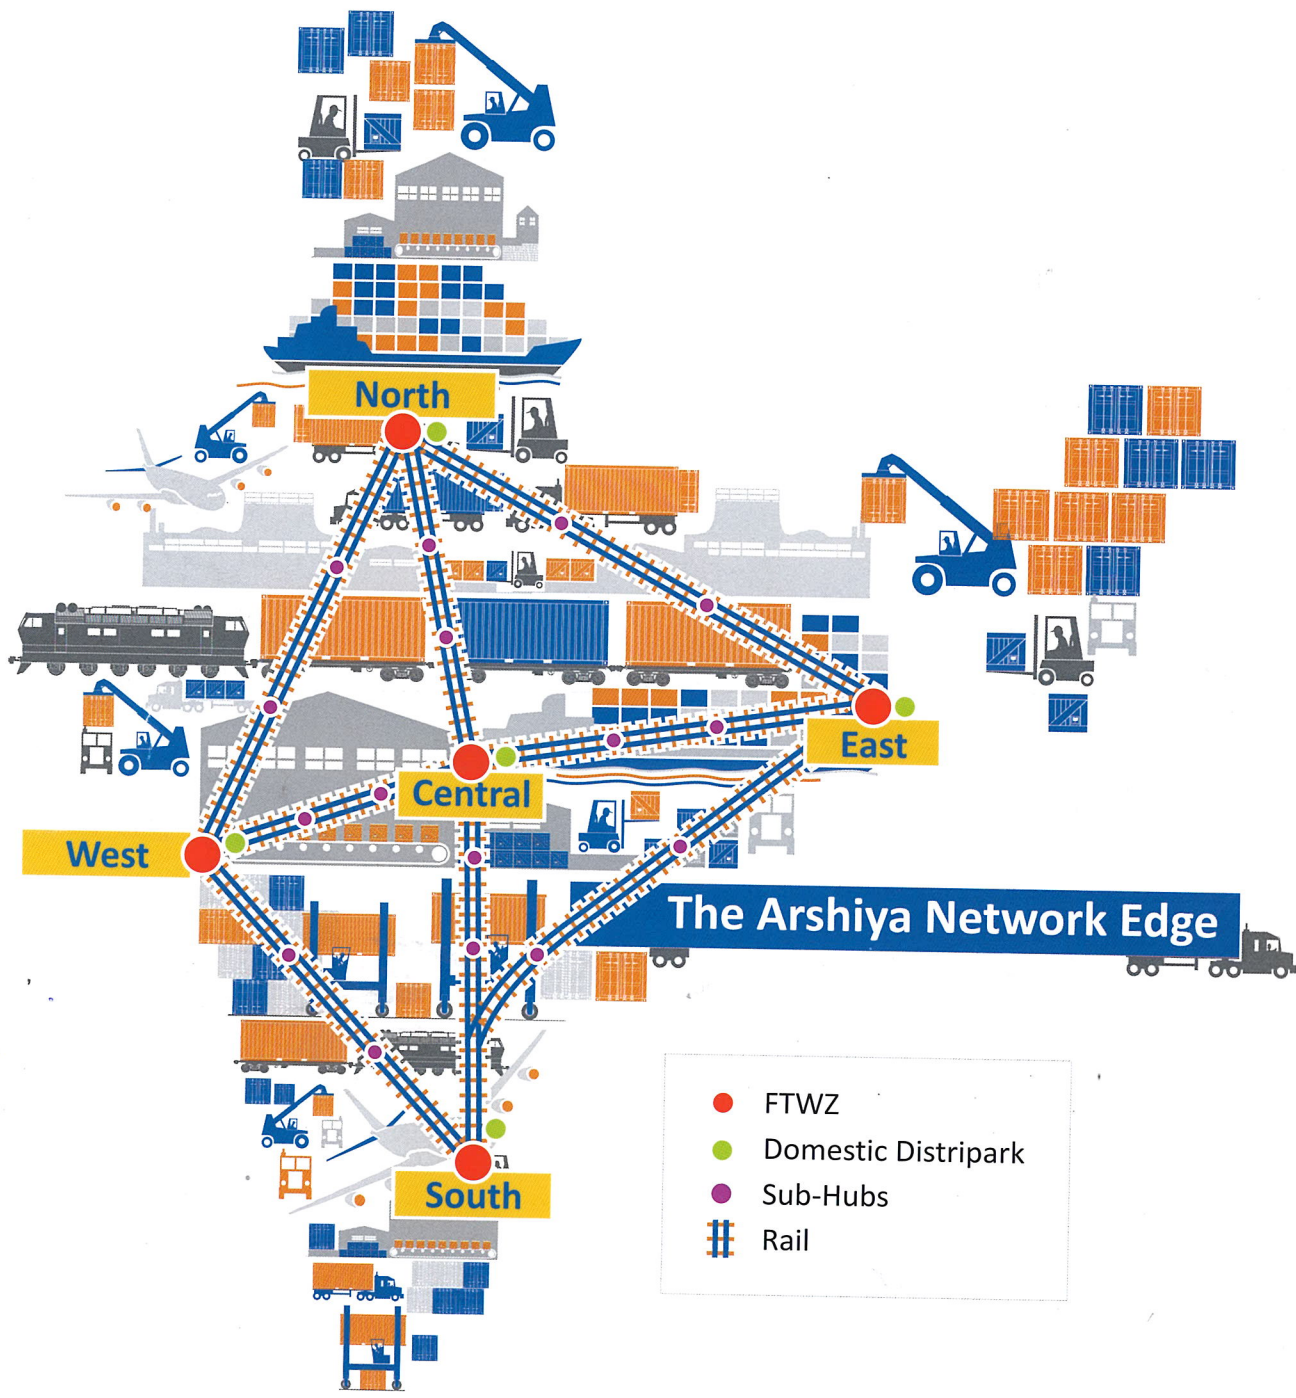 North
East
Central
West
The Arshiya Network Edge
South
FTWZ
Domestic Distripark
Sub-Hubs
Rail